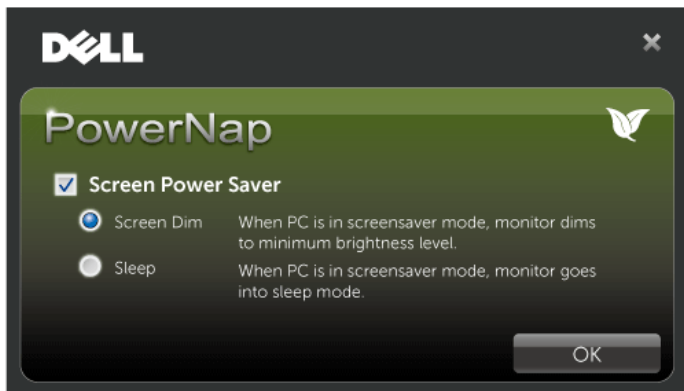 DELL
PowerNap
Screen Power Saver
Screen Dim When PC is in screensaver mode, monitor dims
to minimum brightness level.
Sleep When PC is in screensaver mode, monitor goes
into sleep mode.
OK